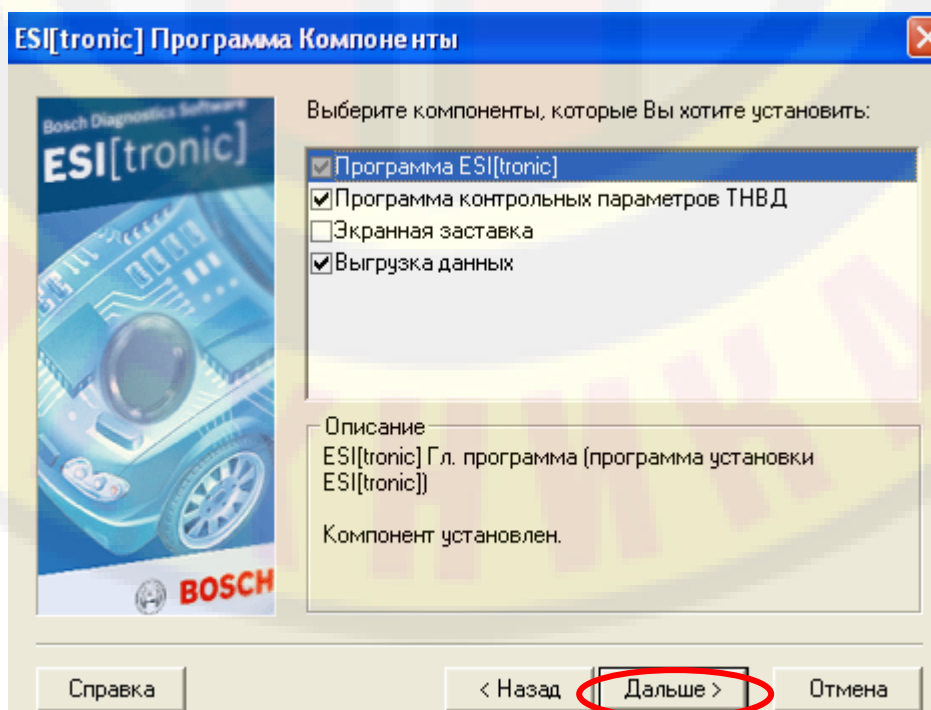 ESI[tronic] Программа Компоненты
Bosch Diagnostics Software
ESI[tronic]
BOSCH
Выберите компоненты, которые Вы хотите установить:
Программа ESI[tronic]
Программа контрольных параметров ТНВД
Экранная заставка
Выгрузка данных
Описание
ESI[tronic] Гл. программа (программа установки
ESI[tronic])
Компонент установлен.
Справка
< Назад
Дальше >
Отмена